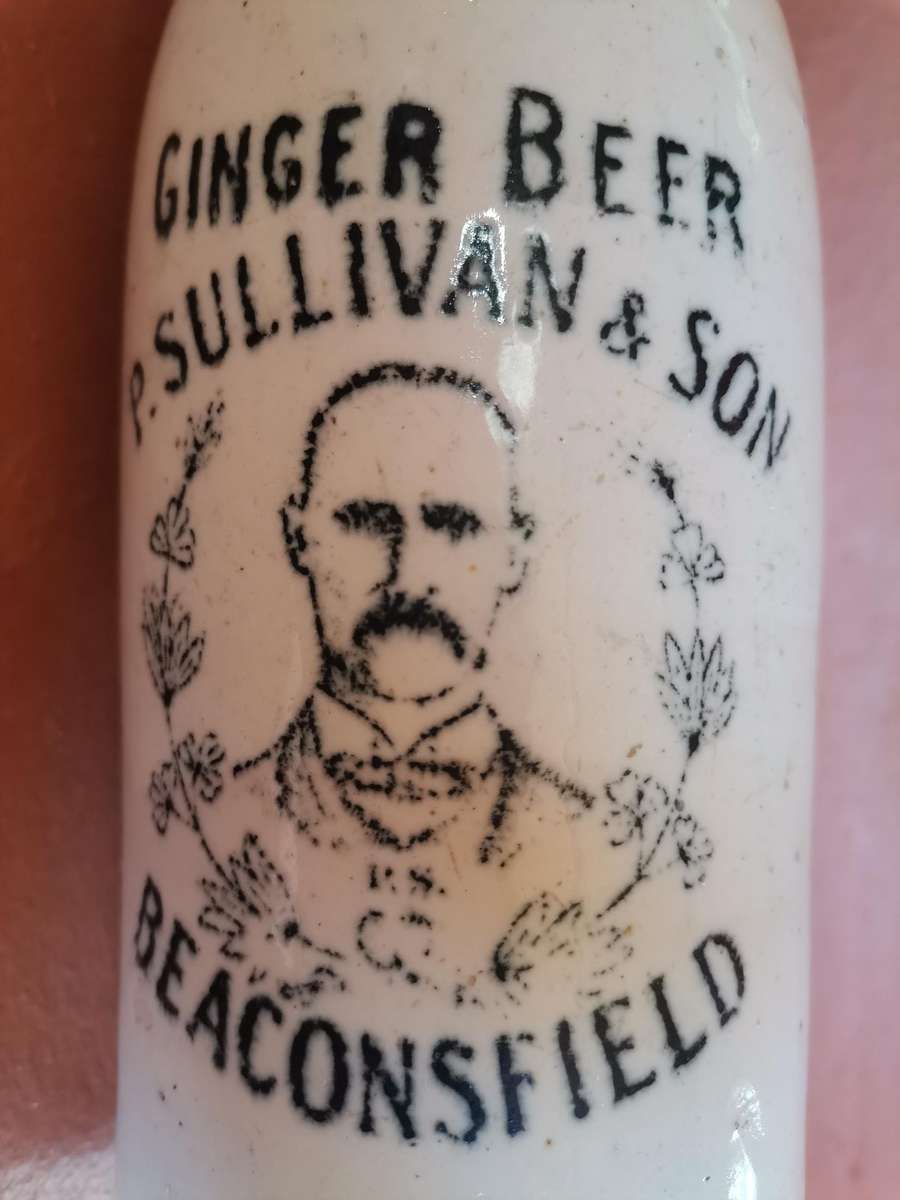 GINGER BEER
P. SULLIVAN & SON
P.S.
BEACONSFIELD